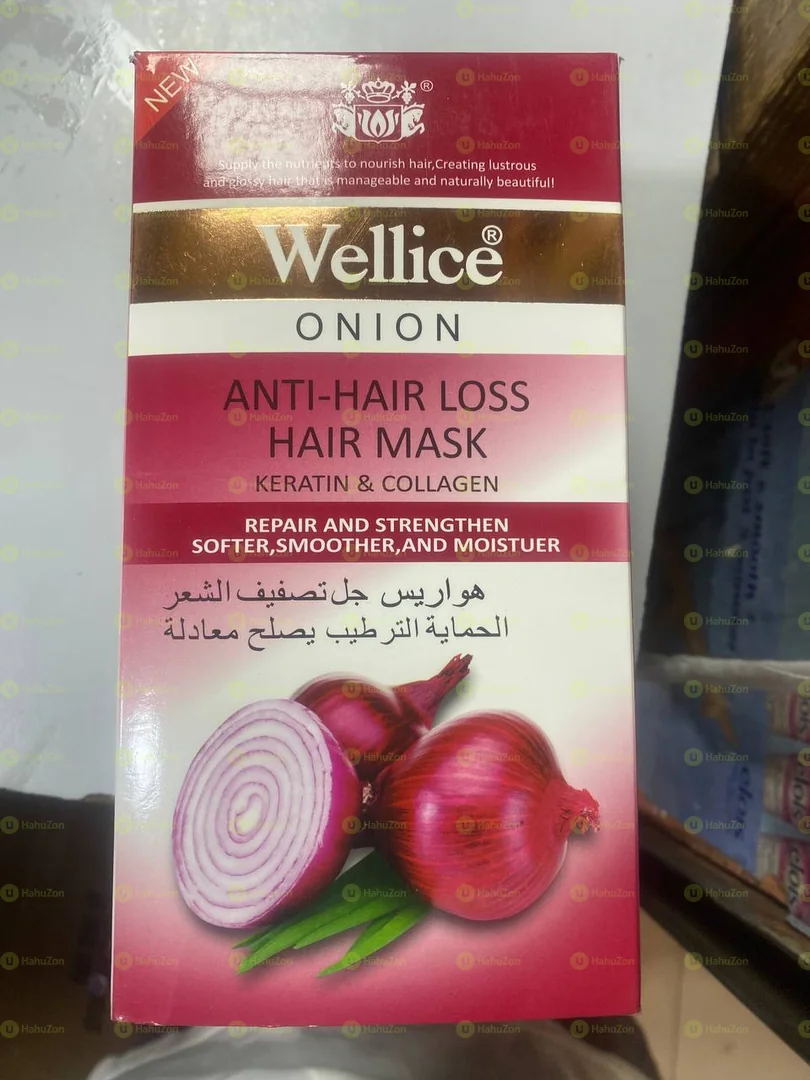 NEW
®
Supply the nutrients to nourish hair,Creating lustrous
and glossy hair that is manageable and naturally beautiful!
Wellice®
ONION
ANTI-HAIR LOSS
HAIR MASK
KERATIN & COLLAGEN
REPAIR AND STRENGTHEN
SOFTER,SMOOTHER,AND MOISTUER
هواريس جل تصفيف الشعر
الحماية الترطيب يصلح معادلة
HahuZon